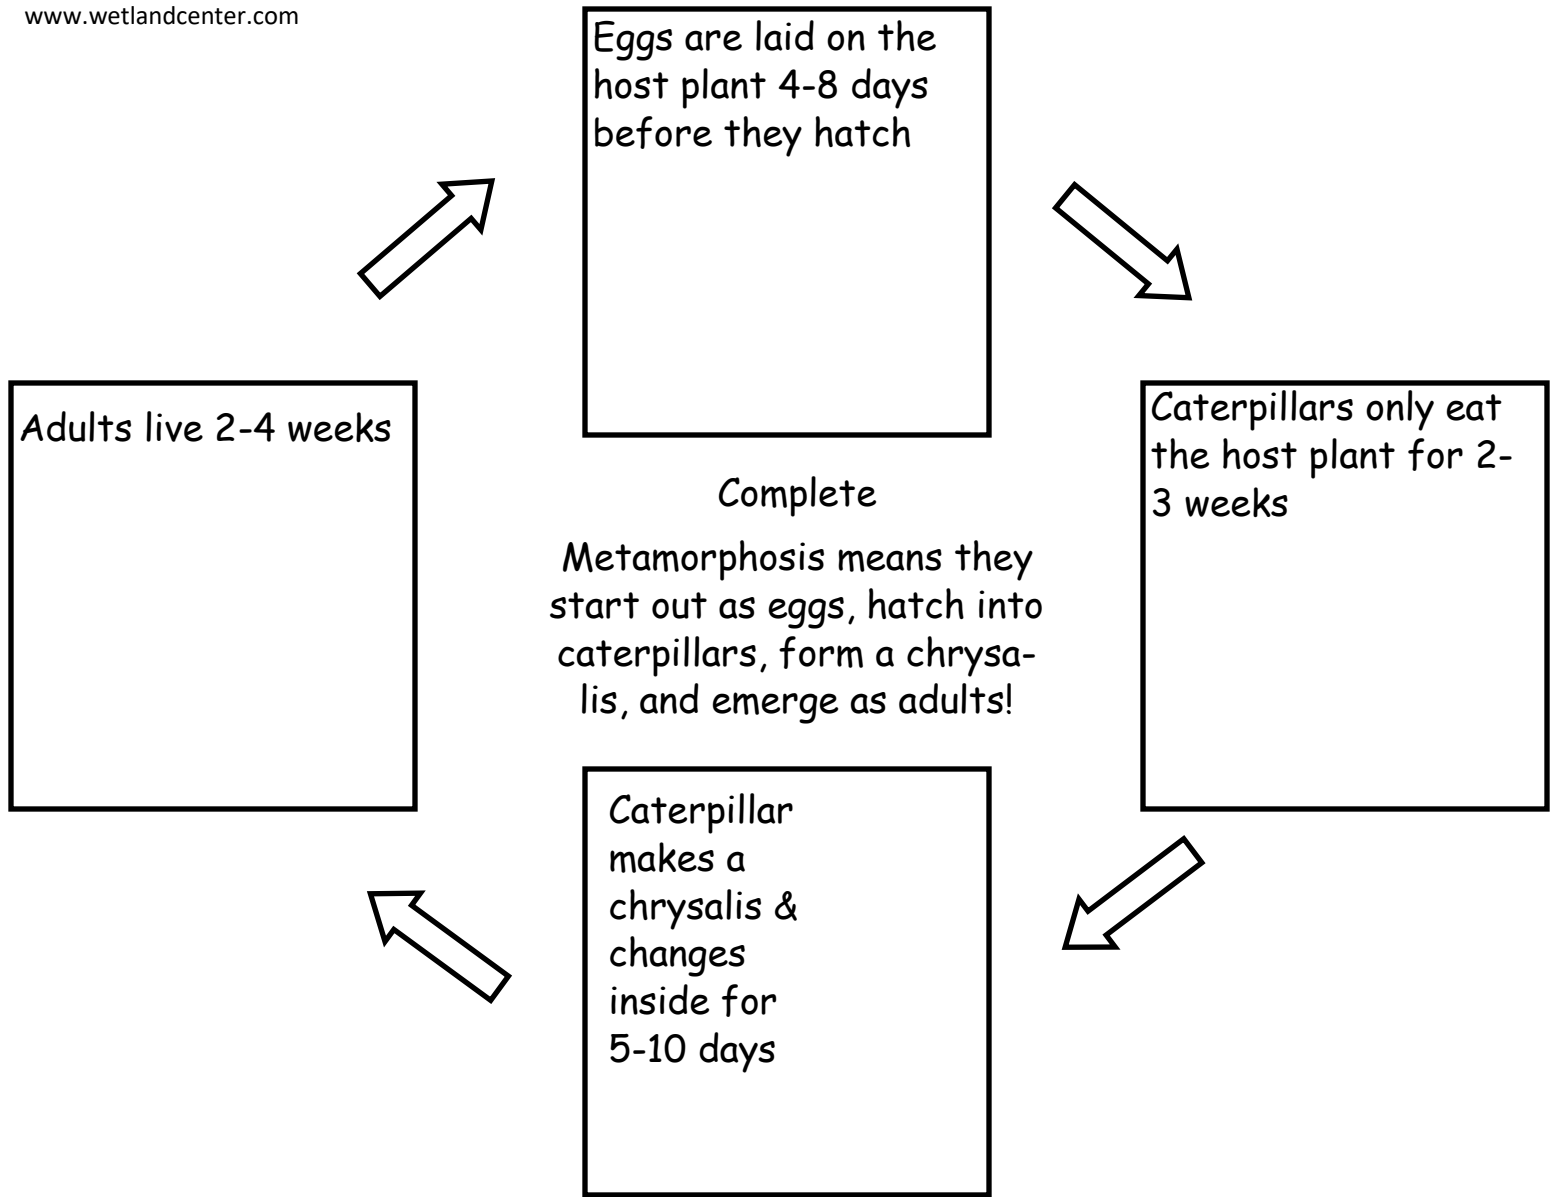 www.wetlandcenter.com
Eggs are laid on the
host plant 4-8 days
before they hatch
Adults live 2-4 weeks
Caterpillars only eat
the host plant for 2-
3 weeks
Complete
Metamorphosis means they
start out as eggs, hatch into
caterpillars, form a chrysa-
lis, and emerge as adults!
Caterpillar
makes a
chrysalis &
changes
inside for
5-10 days